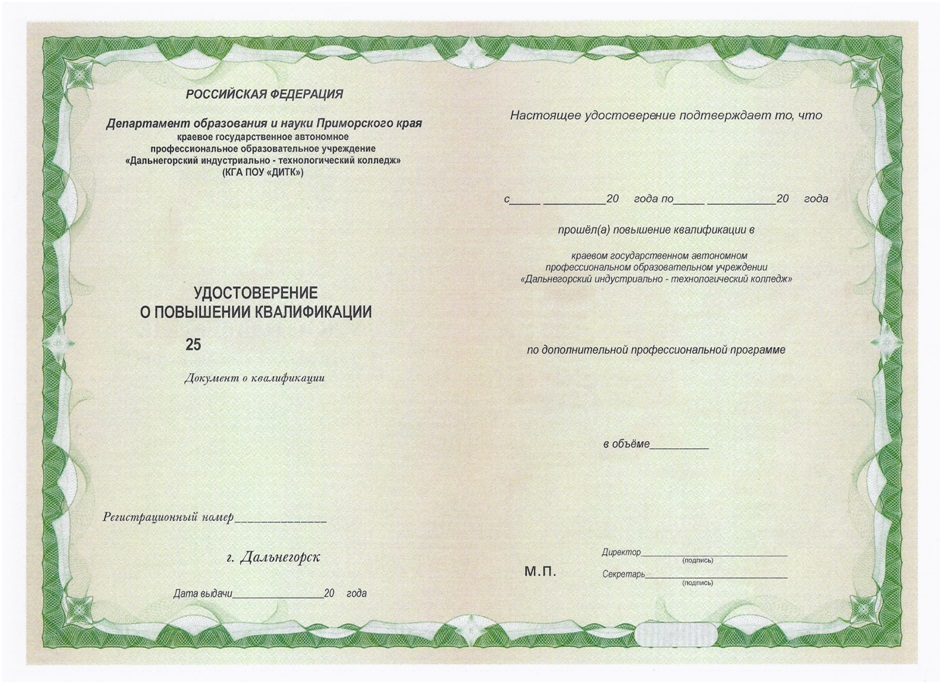 РОССИЙСКАЯ ФЕДЕРАЦИЯ
Департамент образования и науки Приморского края
краевое государственное автономное
профессиональное образовательное учреждение
«Дальнегорский индустриально - технологический колледж»
(КГА ПОУ «ДИТК»)
УДОСТОВЕРЕНИЕ
О ПОВЫШЕНИИ КВАЛИФИКАЦИИ
25
Документ о квалификации
Регистрационный номер______________
г. Дальнегорск
Дата выдачи_________________20 года
Настоящее удостоверение подтверждает то, что
с_____ __________20 года по_____ ___________20 года
прошёл(а) повышение квалификации в
краевом государственном автономном
профессиональном образовательном учреждении
«Дальнегорский индустриально - технологический колледж»
по дополнительной профессиональной программе
в объёме__________
Директор___________________________
(подпись)
М.П.
Секретарь__________________________
(подпись)